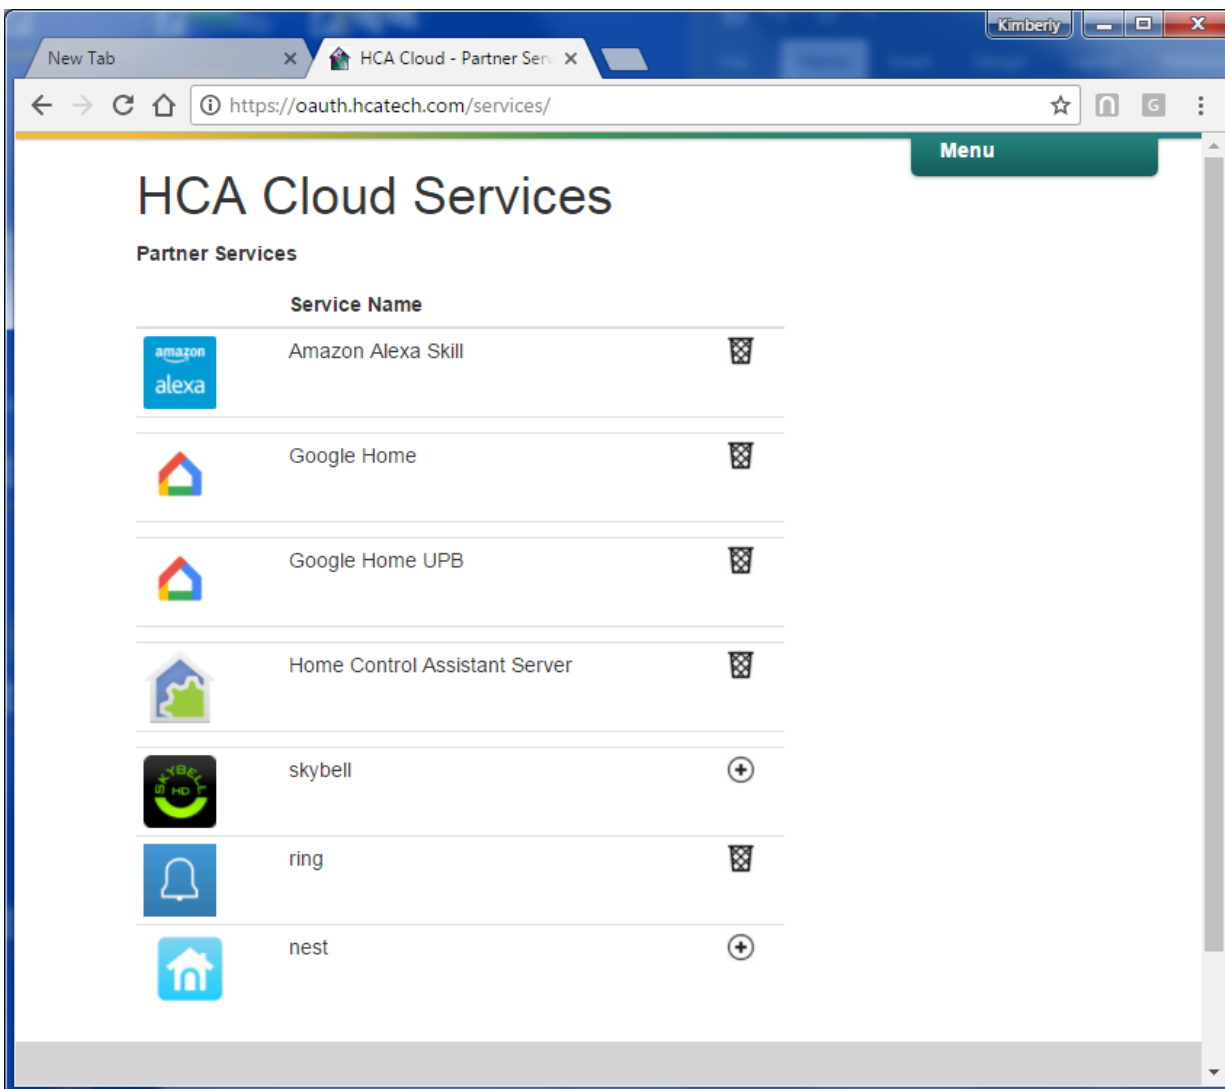 Kimberly
New Tab
HCA Cloud - Partner Ser
https://oauth.hcatech.com/services/
G
Menu
HCA Cloud Services
Partner Services
Service Name
amazon
alexa
Amazon Alexa Skill
Google Home
Google Home UPB
Home Control Assistant Server
SKYBELL
HD
skybell
ring
nest